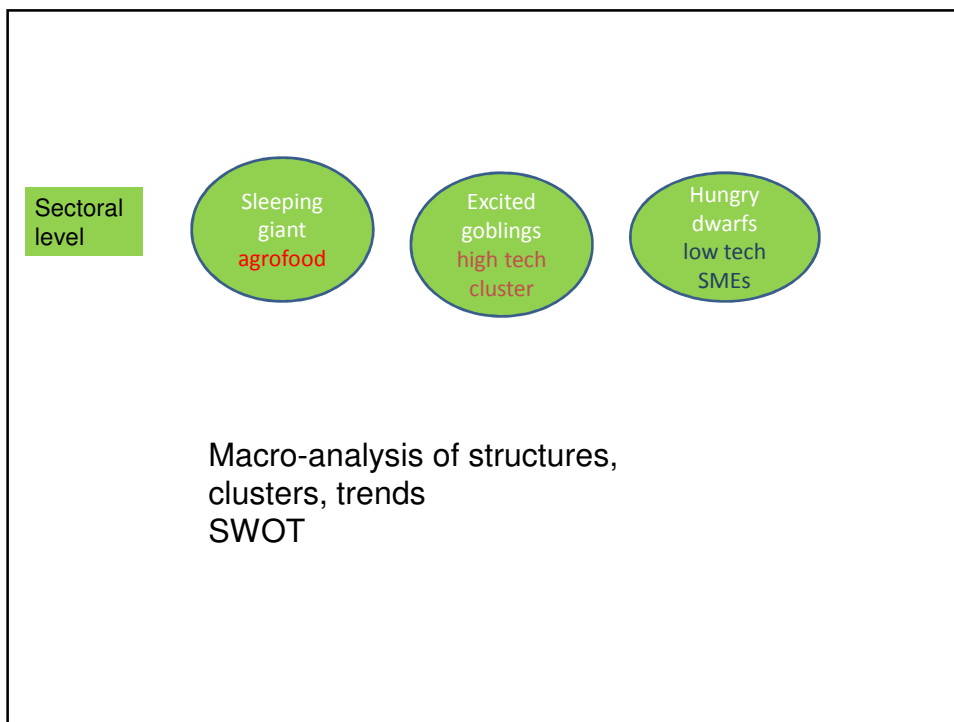 Sectoral
level
Sleeping
giant
agrofood
Excited
goblings
high tech
cluster
Hungry
dwarfs
low tech
SMEs
Macro-analysis of structures,
clusters, trends
SWOT